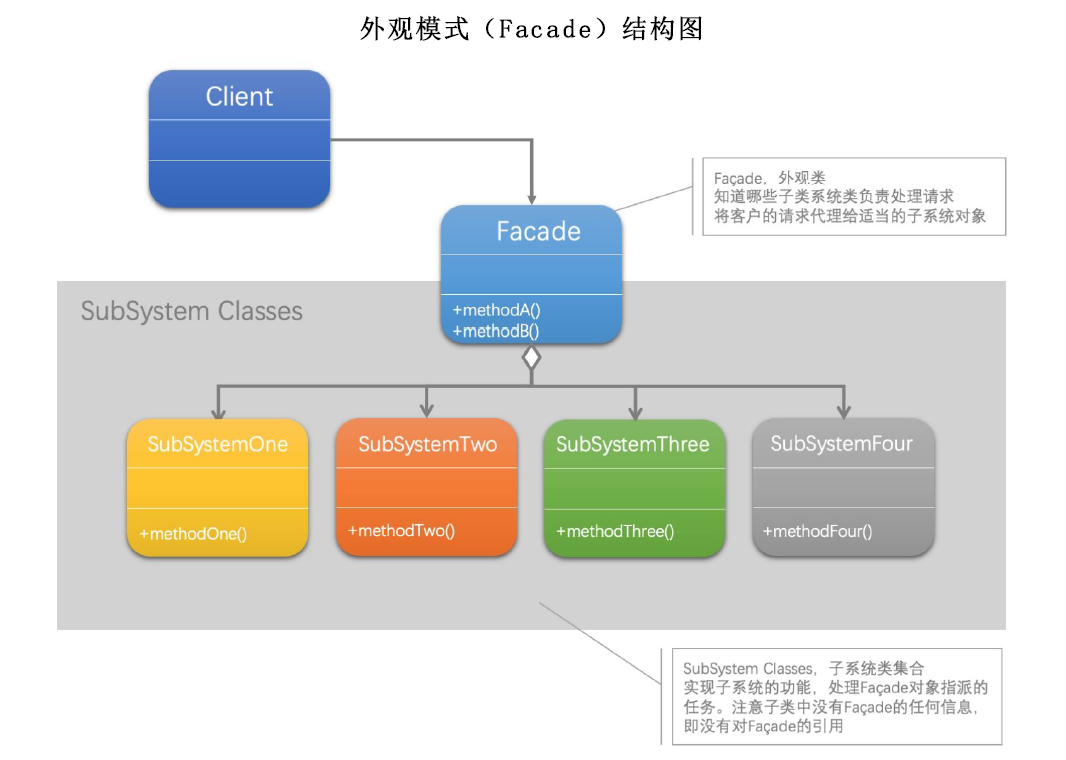 外观模式（Facade）结构图
Client
Façade，外观类
知道哪些子类系统类负责处理请求
将客户的请求代理给适当的子系统对象
Facade
+methodA()
+methodB()
SubSystem Classes
SubSystemOne
+methodOne()
SubSystemTwo
+methodTwo()
SubSystemThree
+methodThree()
SubSystemFour
+methodFour()
SubSystem Classes，子系统类集合
实现子系统的功能，处理Façade对象指派的
任务。注意子类中没有Façade的任何信息，
即没有对Façade的引用